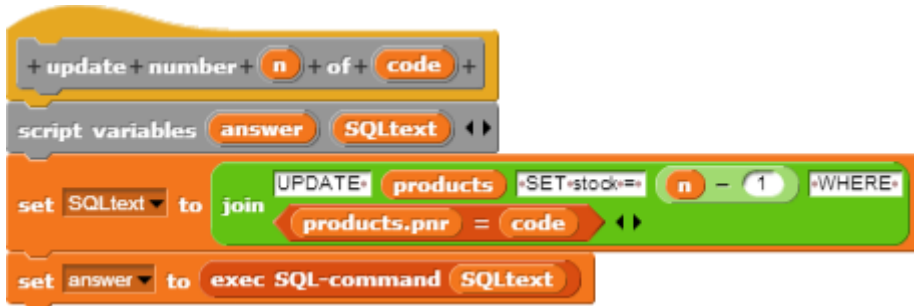 + update + number + n + of + code +
script variables answer SQLtext
set SQLtext to join UPDATE products SET stock = n - 1 WHERE
products.pnr = code
set answer to exec SQL-command SQLtext